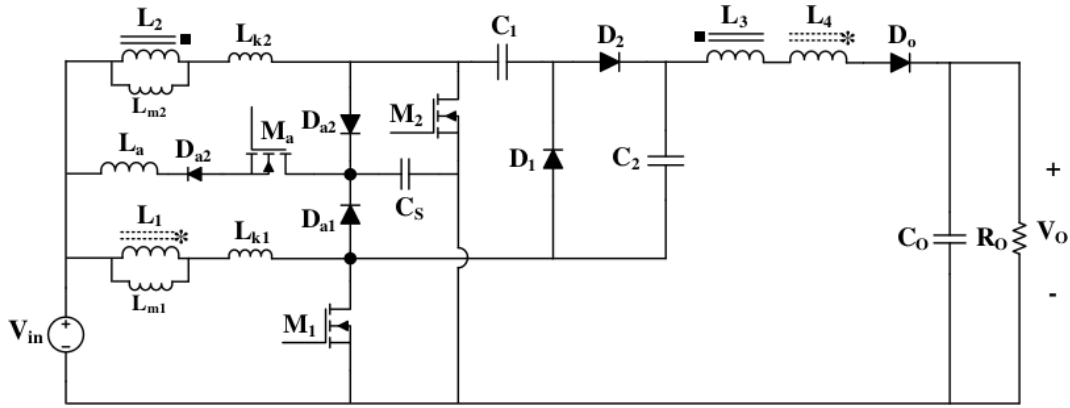 L2
Lk2
Lm2
C1
D2
L3
L4
*
Do
M2
Da2
Ma
La
Da2
CS
D1
C2
Da1
L1
*
Lk1
Lm1
M1
Vin
+
−
CO
RO
+
VO
-